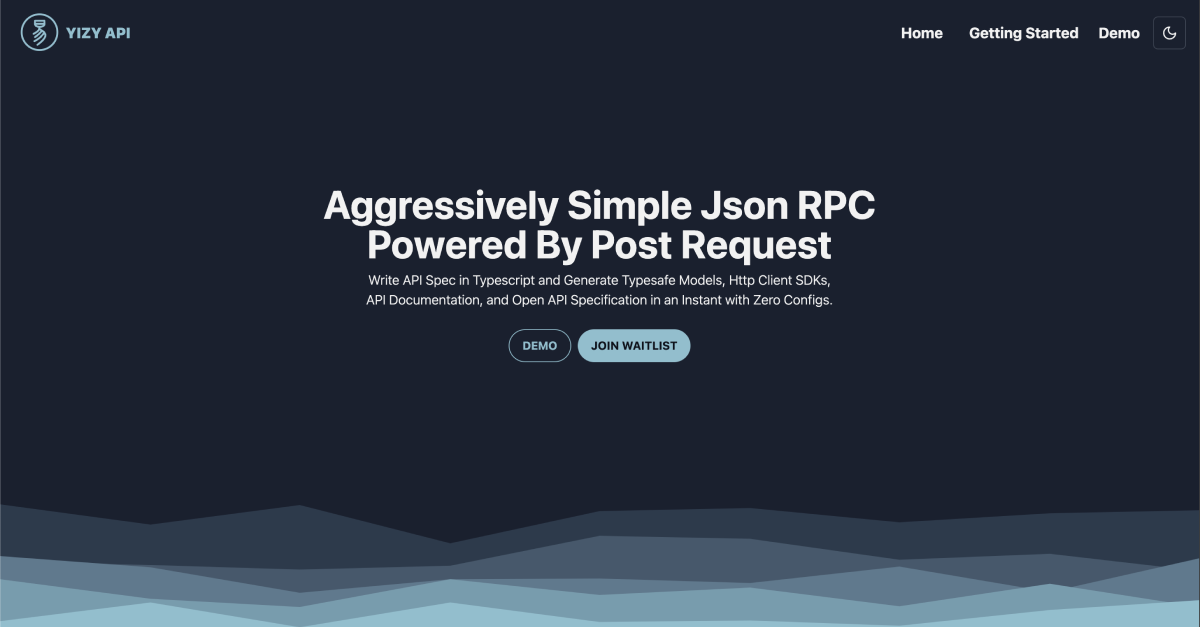 YIZY API
Home
Getting Started
Demo
Aggressively Simple Json RPC
Powered By Post Request
Write API Spec in Typescript and Generate Typesafe Models, Http Client SDKs,
API Documentation, and Open API Specification in an Instant with Zero Configs.
DEMO
JOIN WAITLIST